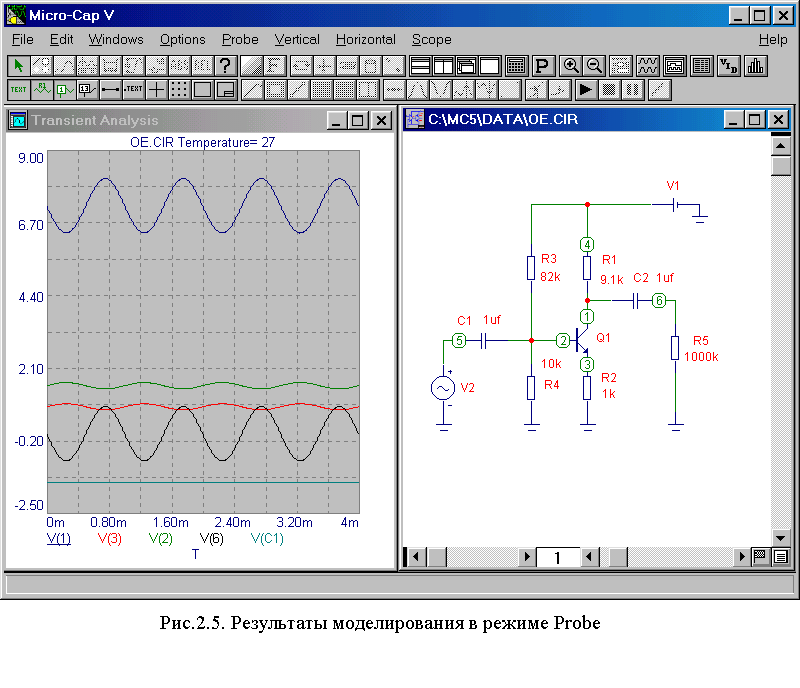 Micro-Cap V
File Edit Windows Options Probe Vertical Horizontal Scope Help
Transient Analysis
OE.CIR Temperature= 27
9.00
6.70
4.40
2.10
-0.20
-2.50
0m 0.80m 1.60m 2.40m 3.20m 4m
V(1) V(3) V(2) V(6) V(C1)
T
C:\MC5\DATA\OE.CIR
V1
4
R3
82k
R1
9.1k
C2 1uf
6
1
C1 1uf
5
2
Q1
R5
1000k
3
10k
R4
R2
1k
V2
1
Рис.2.5. Результаты моделирования в режиме Probe